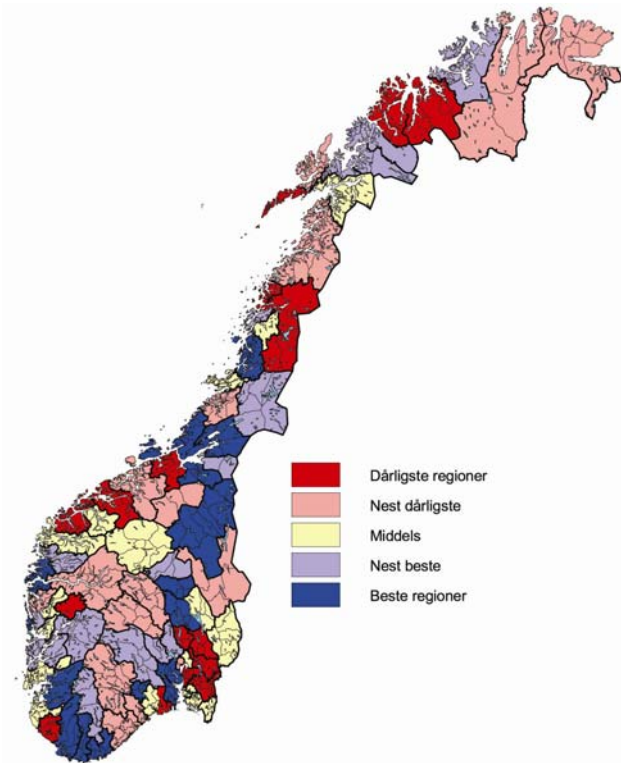 Dårligste regioner
Nest dårligste
Middels
Nest beste
Beste regioner